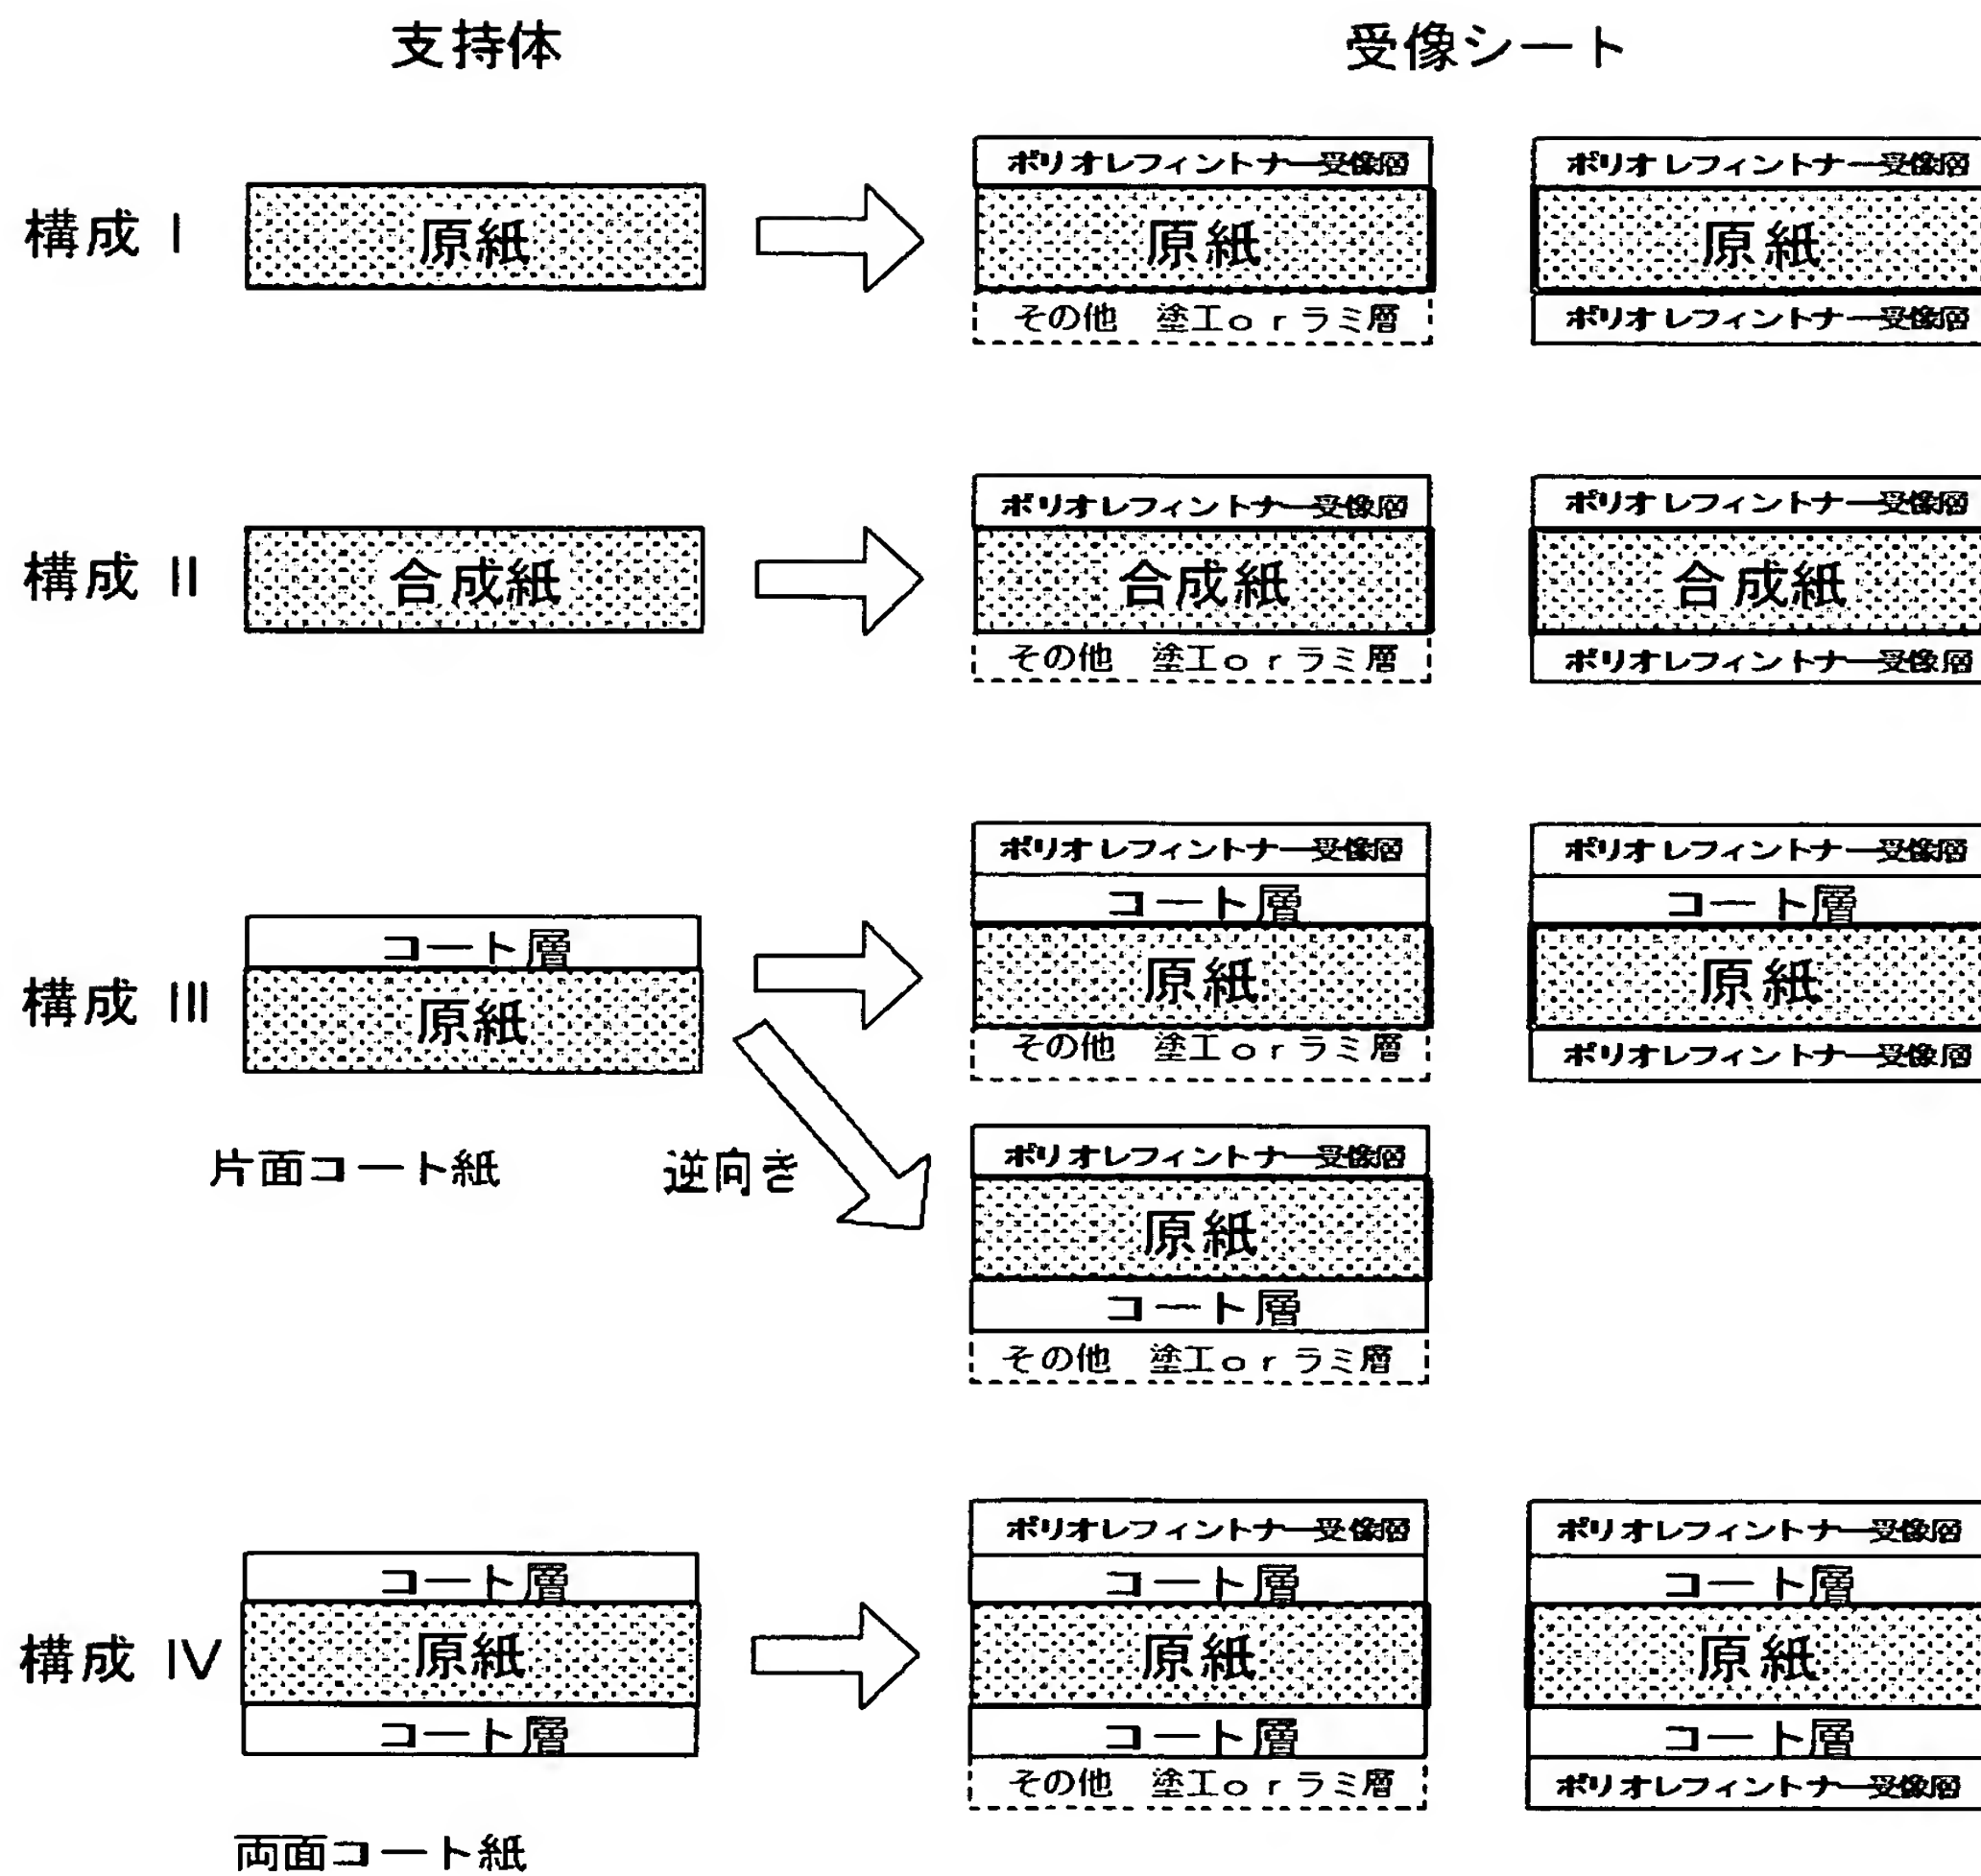 支持体
受像シート
構成 I
原紙
ポリオレフィントナー受像層
原紙
その他 塗工orラミ層
ポリオレフィントナー受像層
原紙
ポリオレフィントナー受像層
構成 II
合成紙
ポリオレフィントナー受像層
合成紙
その他 塗工orラミ層
ポリオレフィントナー受像層
合成紙
ポリオレフィントナー受像層
構成 III
コート層
原紙
片面コート紙
逆向き
ポリオレフィントナー受像層
コート層
原紙
その他 塗工orラミ層
ポリオレフィントナー受像層
コート層
原紙
ポリオレフィントナー受像層
ポリオレフィントナー受像層
原紙
コート層
その他 塗工orラミ層
構成 IV
コート層
原紙
コート層
両面コート紙
ポリオレフィントナー受像層
コート層
原紙
コート層
その他 塗工orラミ層
ポリオレフィントナー受像層
コート層
原紙
コート層
ポリオレフィントナー受像層